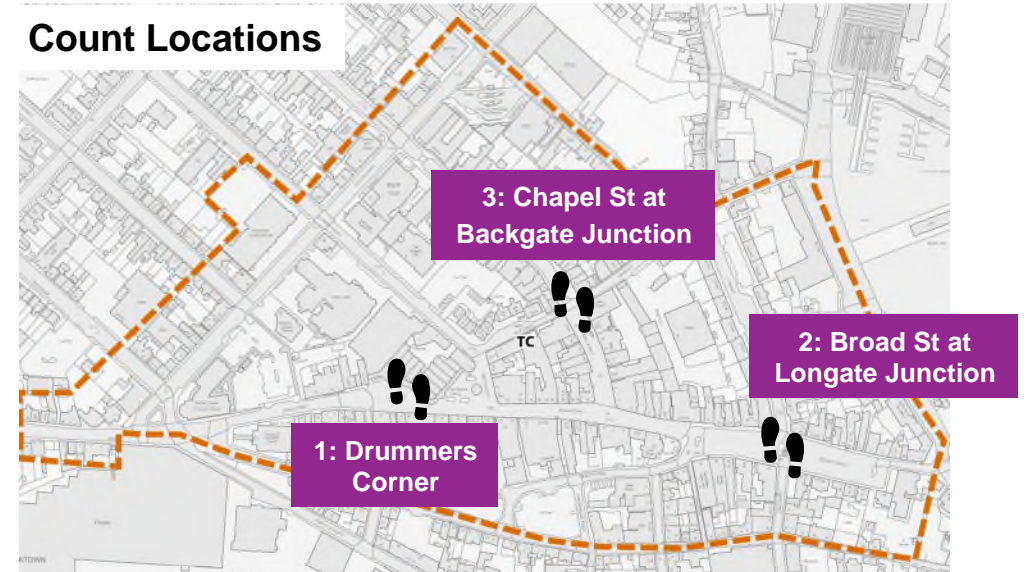 Count Locations
3: Chapel St at
Backgate Junction
TC
2: Broad St at
Longate Junction
1: Drummers
Corner